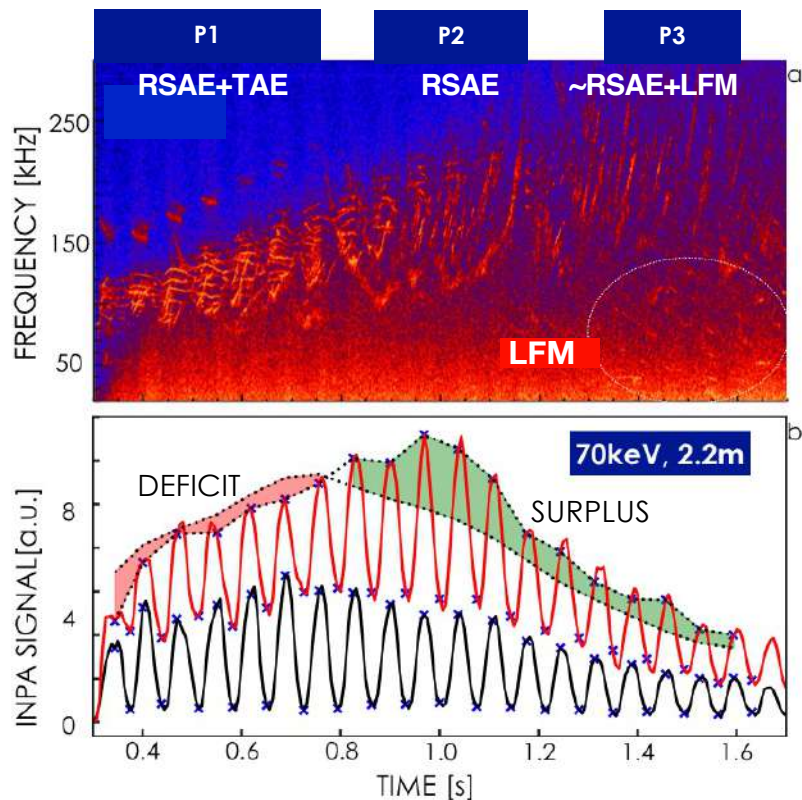 P1 P2 P3
RSAE+TAE RSAE ~RSAE+LFM
a
250
150
50
FREQUENCY [kHz]
LFM
b
70keV, 2.2m
DEFICIT
SURPLUS
8
4
0
INPA SIGNAL[a.u.]
0.4 0.6 0.8 1.0 1.2 1.4 1.6
TIME [s]